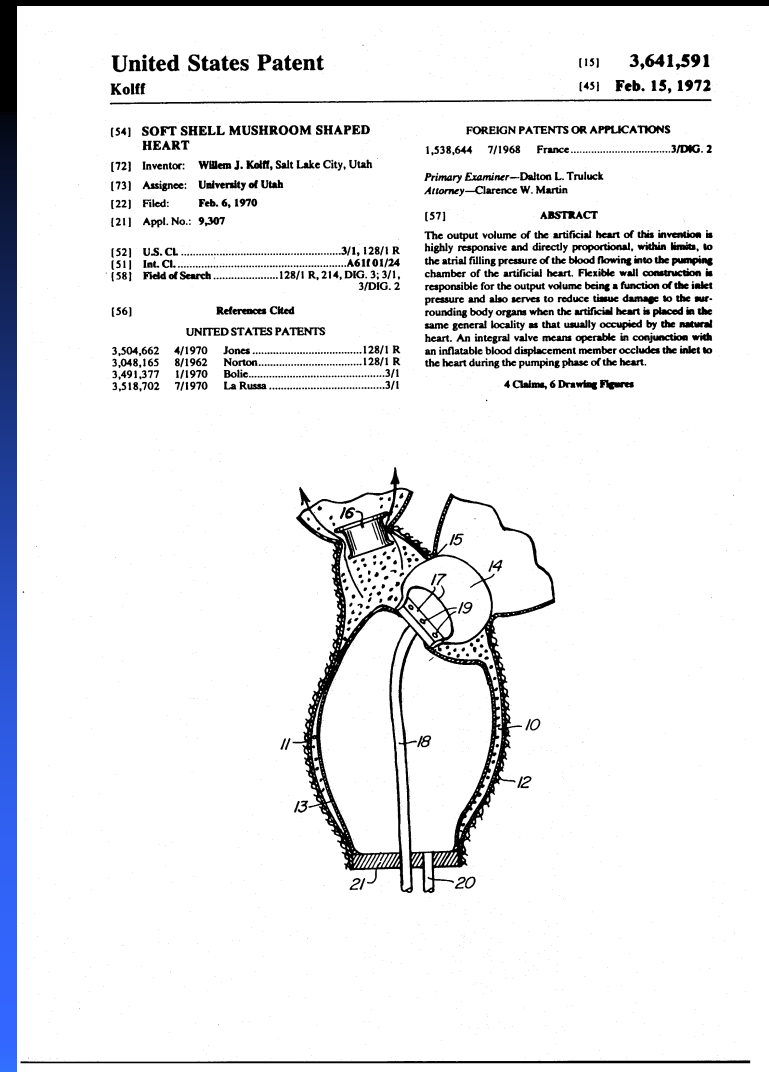 United States Patent
Kolff
[15] 3,641,591
[45] Feb. 15, 1972
[54] SOFT SHELL MUSHROOM SHAPED
HEART
[72] Inventor: Willem J. Kolff, Salt Lake City, Utah
[73] Assignee: University of Utah
[22] Filed: Feb. 6, 1970
[21] Appl. No.: 9,307
[52] U.S. Cl. ..................................................3/1, 128/1 R
[51] Int. Cl. ....................................................A61f 01/24
[58] Field of Search ....................128/1 R, 214, DIG. 3; 3/1,
3/DIG. 2
[56] References Cited
UNITED STATES PATENTS
3,504,662 4/1970 Jones ..................................128/1 R
3,048,165 8/1962 Norton.................................128/1 R
3,491,377 1/1970 Bolie..........................................3/1
3,518,702 7/1970 La Russa ...................................3/1
FOREIGN PATENTS OR APPLICATIONS
1,538,644 7/1968 France..................................3/DIG. 2
Primary Examiner—Dalton L. Truluck
Attorney—Clarence W. Martin
[57] ABSTRACT
The output volume of the artificial heart of this invention is
highly responsive and directly proportional, within limits, to
the atrial filling pressure of the blood flowing into the pumping
chamber of the artificial heart. Flexible wall construction is
responsible for the output volume being a function of the inlet
pressure and also serves to reduce tissue damage to the sur-
rounding body organs when the artificial heart is placed in the
same general locality as that usually occupied by the natural
heart. An integral valve means operable in conjunction with
an inflatable blood displacement member occludes the inlet to
the heart during the pumping phase of the heart.
4 Claims, 6 Drawing Figures
16
15
14
17
19
10
11
18
12
13
21
20